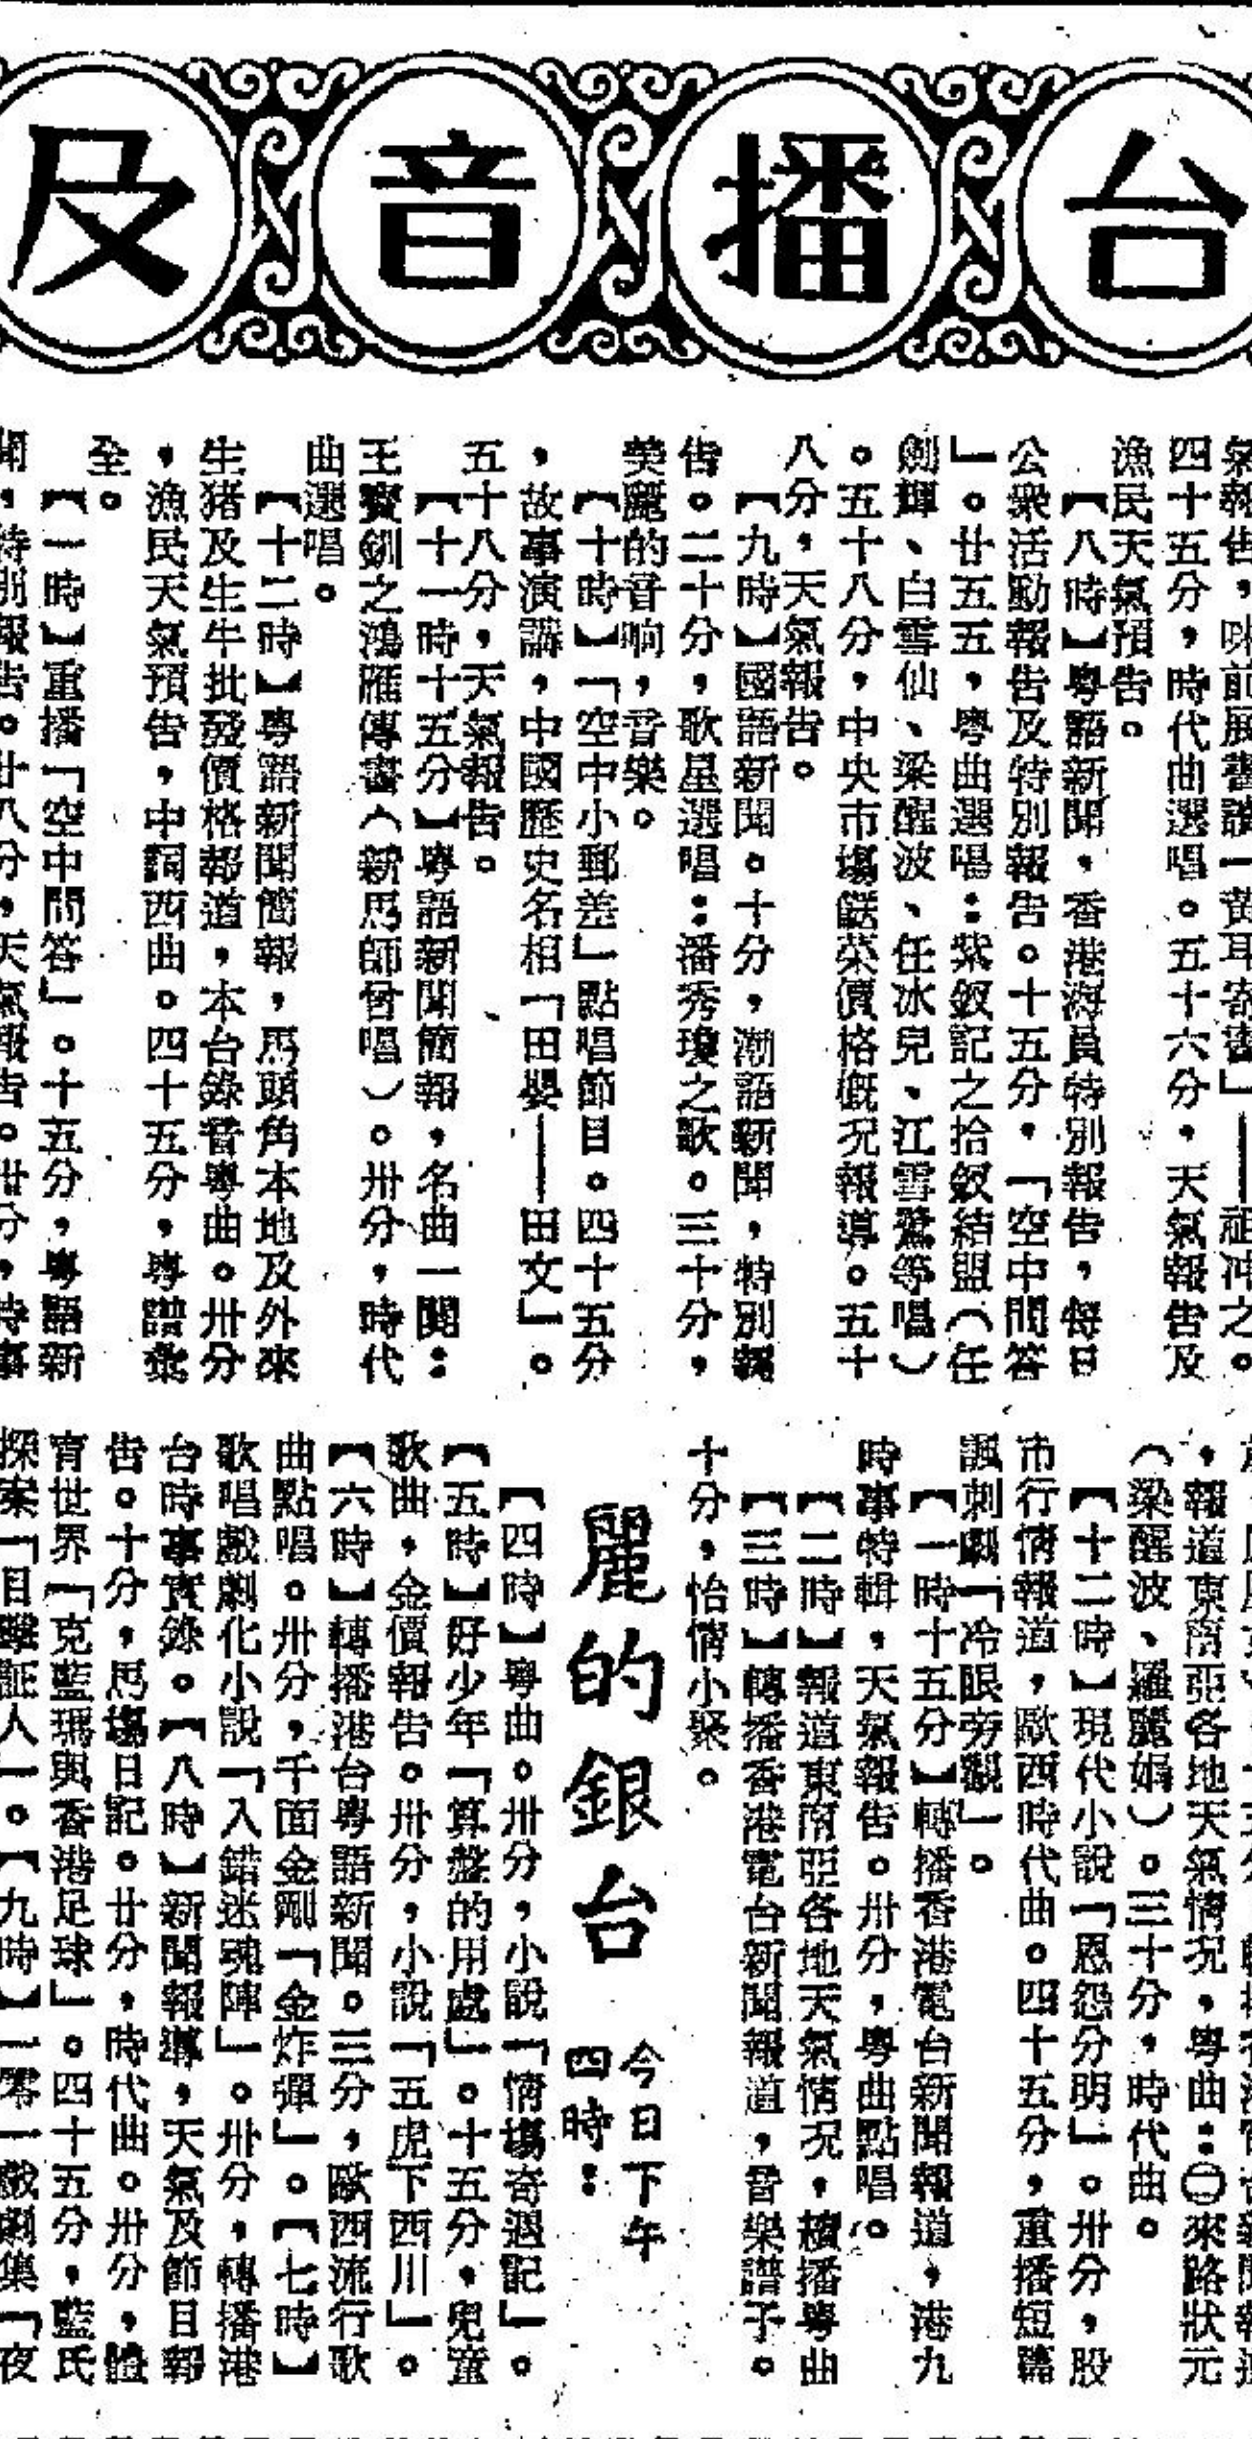 台播音及
氣報告，睇前展書說「黃耳寄書」——祖冲之。
四十五分，時代曲選唱。五十六分，天氣報告及
漁民天氣預告。
【八時】粵語新聞，香港海員特別報告，每日
公衆活動報告及特別報告。十五分，「空中問答
」。廿五五，粵曲選唱：紫釵記之拾釵結盟（任
劍輝、白雪仙、梁醒波、任冰兒、江雪鷺等唱）
。五十八分，中央市場餸菜價格概况報導。五十
八分，天氣報告。
【九時】國語新聞。十分，潮語新聞，特別報
告。二十分，歌星選唱：潘秀瓊之歌。三十分，
美麗的音响，音樂。
【十時】「空中小郵差」點唱節目。四十五分
，故事演講，中國歷史名相「田嬰——田文」。
五十八分，天氣報告。
【十一時十五分】粵語新聞簡報，名曲一闋：
王寶釧之鴻雁傳書（新馬師曾唱）。卅分，時代
曲選唱。
【十二時】粵語新聞簡報，馬頭角本地及外來
生猪及生牛批發價格報道，本台錄音粵曲。卅分
，漁民天氣預告，中詞西曲。四十五分，粵譜彙
全。
【一時】重播「空中問答」。十五分，粵語新
聞，特別報告。廿八分，天氣報告。卅分，時事
，報道東南亞各地天氣情况，粵曲：㊁來路狀元
（梁醒波、羅麗娟）。三十分，時代曲。
【十二時】現代小說「恩怨分明」。卅分，股
市行情報道，歐西時代曲。四十五分，重播短篇
諷刺劇「冷眼旁觀」。
【一時十五分】轉播香港電台新聞報道，港九
時事特輯，天氣報告。卅分，粵曲點唱。
【二時】報道東南亞各地天氣情况，續播粵曲
【三時】轉播香港電台新聞報道，音樂譜子。
十分，怡情小聚。
麗的銀台 今日下午四時：
【四時】粵曲。卅分，小說「情塲奇遇記」。
【五時】好少年「算盤的用處」。十五分，兒童
歌曲，金價報告。卅分，小說「五虎下西川」。
【六時】轉播港台粵語新聞。三分，歐西流行歌
曲點唱。卅分，千面金剛「金炸彈」。【七時】
歌唱戲劇化小說「入錯迷魂陣」。卅分，轉播港
台時事實錄。【八時】新聞報導，天氣及節目報
告。十分，馬塲日記。廿分，時代曲。卅分，體
育世界「克藍瑪與香港足球」。四十五分，藍氏
探案「目擊証人」。【九時】一零一戲劇集「夜